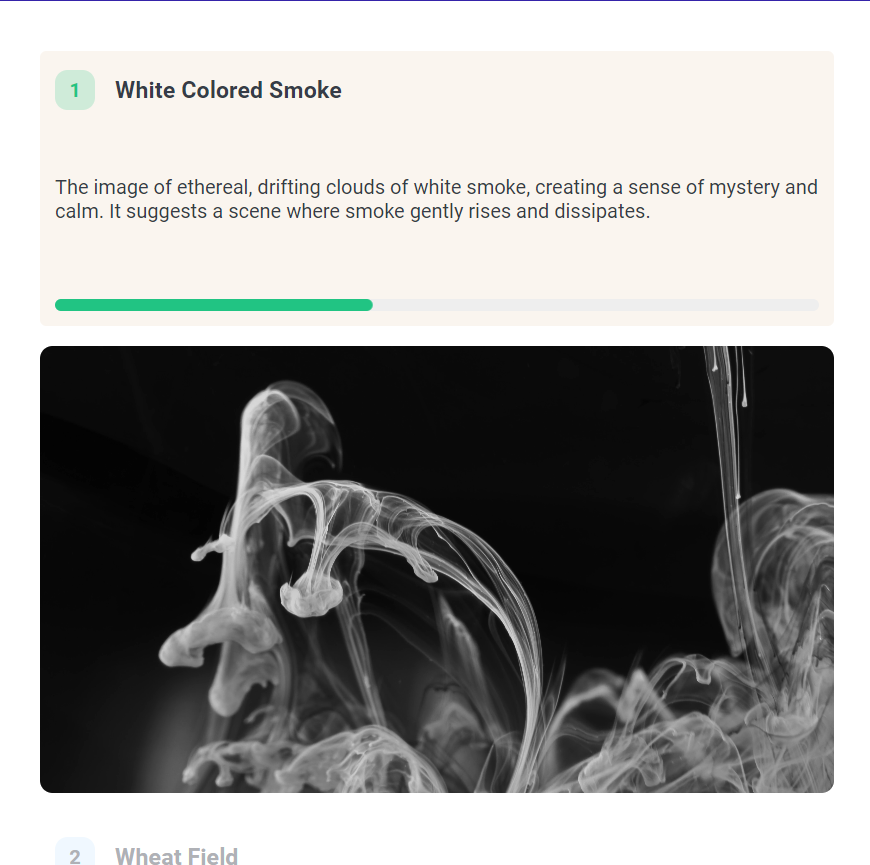 1
White Colored Smoke
The image of ethereal, drifting clouds of white smoke, creating a sense of mystery and
calm. It suggests a scene where smoke gently rises and dissipates.
2
Wheat Field